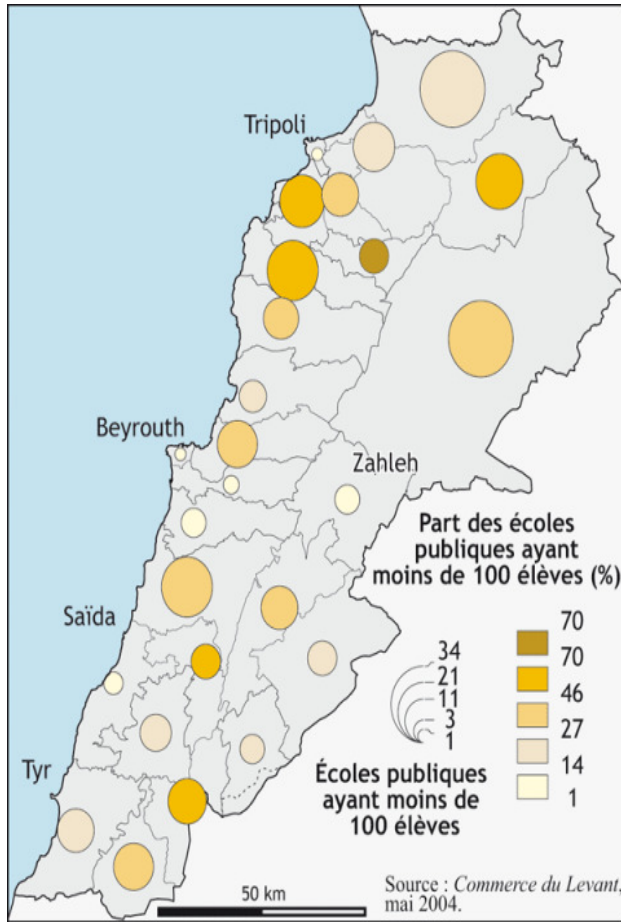 Tripoli
Beyrouth
Zahleh
Saïda
Tyr
Part des écoles
publiques ayant
moins de 100 élèves (%)
70
70
46
27
14
1
34
21
11
3
1
Écoles publiques
ayant moins de
100 élèves
50 km
Source : Commerce du Levant,
mai 2004.